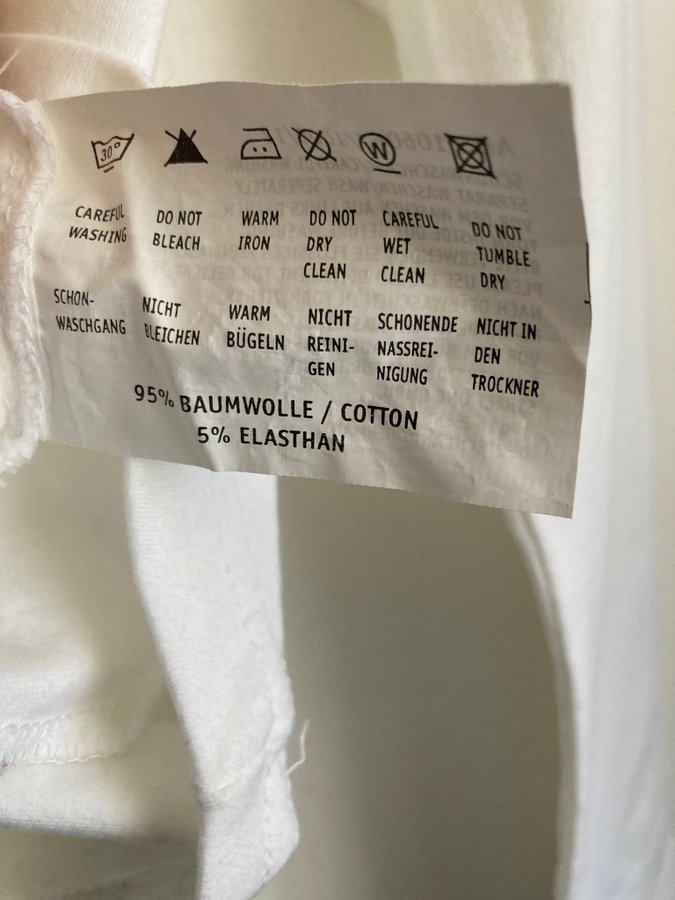 30°
W
CAREFUL WASHING
DO NOT BLEACH
WARM IRON
DO NOT DRY CLEAN
CAREFUL WET CLEAN
DO NOT TUMBLE DRY
SCHON-
WASCHGANG
NICHT
BLEICHEN
WARM
BÜGELN
NICHT
REINI-
GEN
SCHONENDE
NASSREI-
NIGUNG
NICHT IN
DEN
TROCKNER
95% BAUMWOLLE / COTTON
5% ELASTHAN